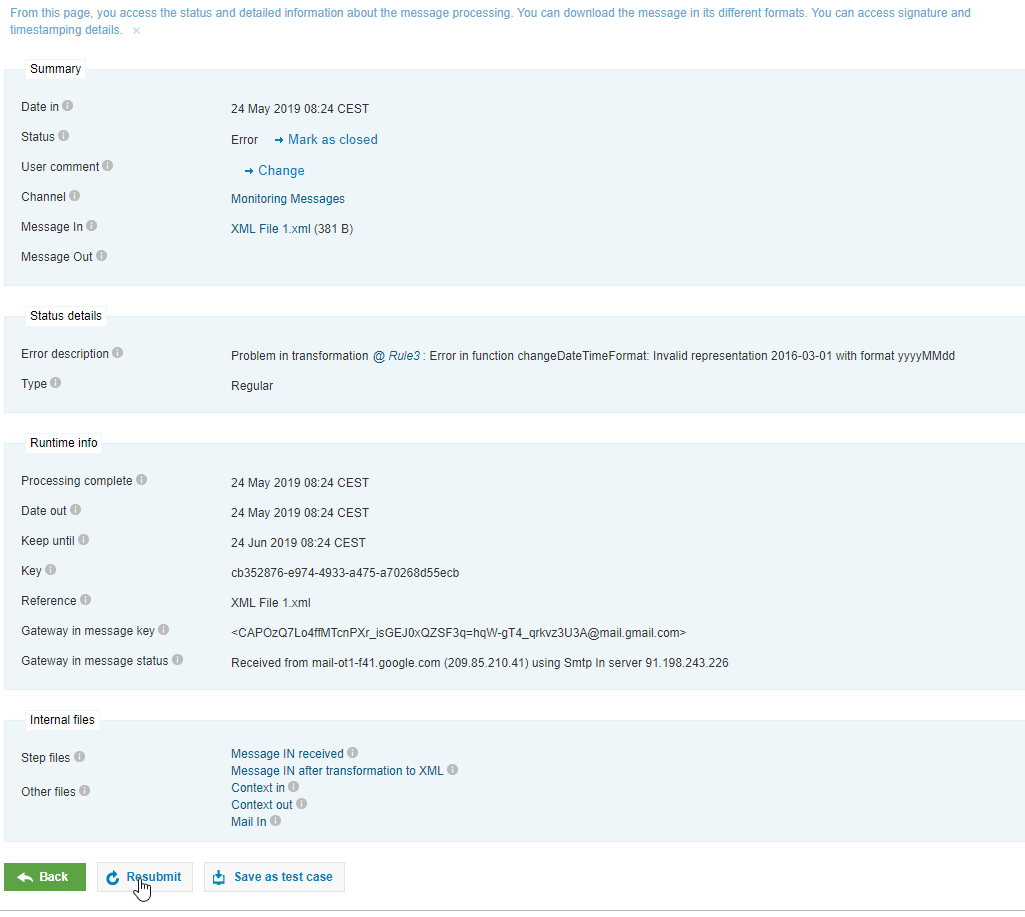 From this page, you access the status and detailed information about the message processing. You can download the message in its different formats. You can access signature and
timestamping details. ×
Summary
Date in 24 May 2019 08:24 CEST
Status Error → Mark as closed
User comment → Change
Channel Monitoring Messages
Message In XML File 1.xml (381 B)
Message Out
Status details
Error description Problem in transformation @ Rule3 : Error in function changeDateTimeFormat: Invalid representation 2016-03-01 with format yyyyMMdd
Type Regular
Runtime info
Processing complete 24 May 2019 08:24 CEST
Date out 24 May 2019 08:24 CEST
Keep until 24 Jun 2019 08:24 CEST
Key cb352876-e974-4933-a475-a70268d55ecb
Reference XML File 1.xml
Gateway in message key <CAPOzQ7Lo4ffMTcnPXr_isGEJ0xQZSF3q=hqW-gT4_qrkvz3U3A@mail.gmail.com>
Gateway in message status Received from mail-ot1-f41.google.com (209.85.210.41) using Smtp In server 91.198.243.226
Internal files
Step files Message IN received
Message IN after transformation to XML
Other files Context in
Context out
Mail In
Back Resubmit Save as test case